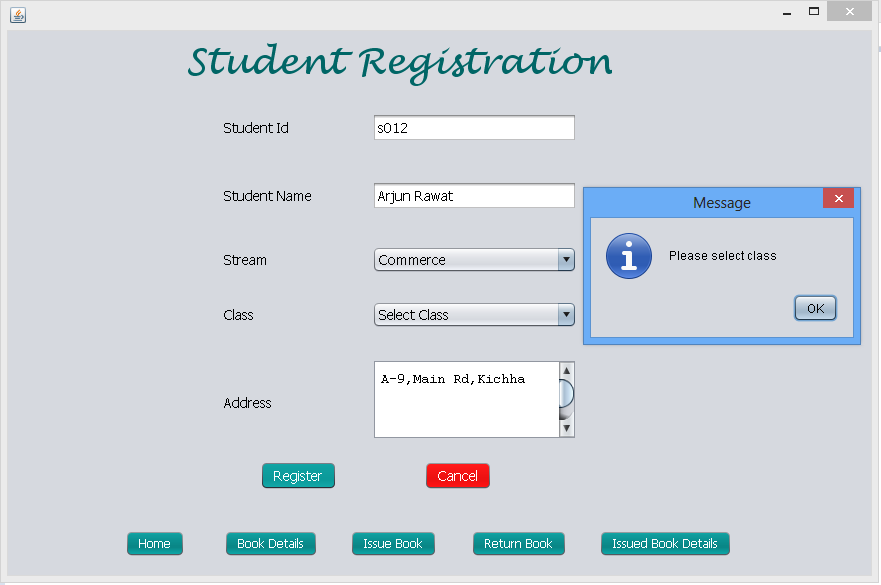 Student Registration
Student Id
s012
Student Name
Arjun Rawat
Stream
Commerce
Class
Select Class
Address
A-9,Main Rd,Kichha
Message
Please select class
OK
Register
Cancel
Home
Book Details
Issue Book
Return Book
Issued Book Details